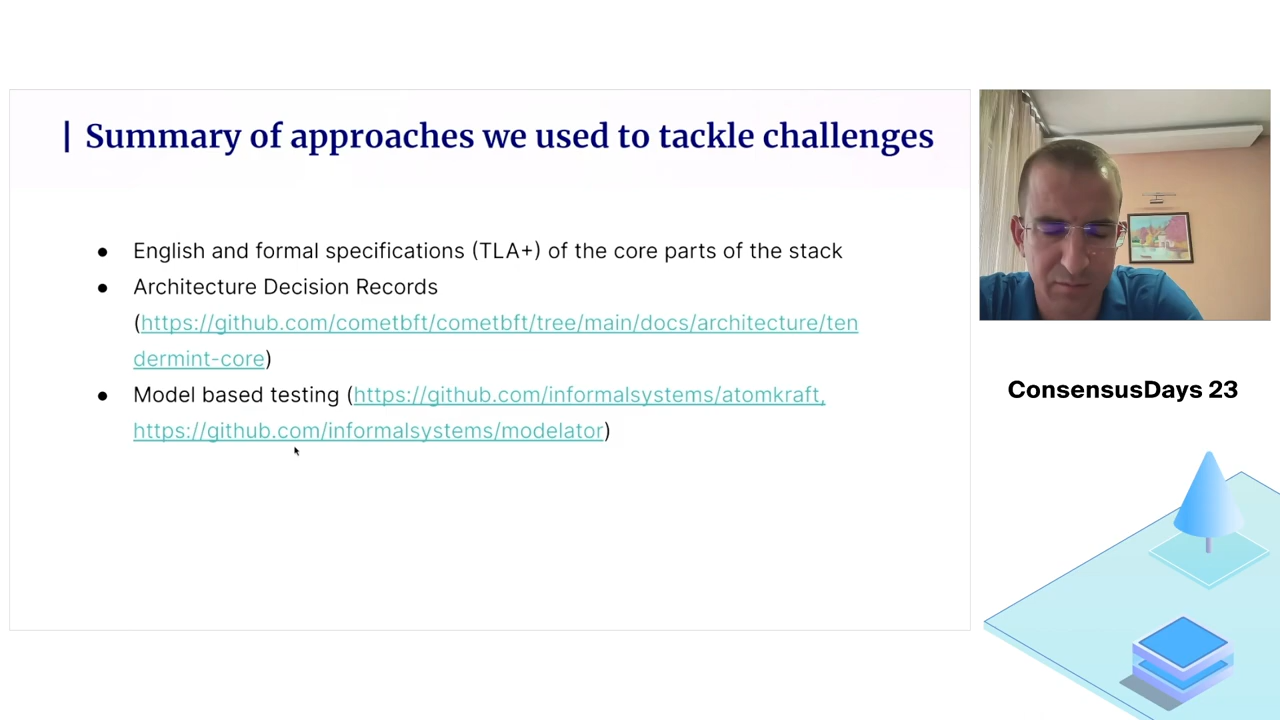 | Summary of approaches we used to tackle challenges
● English and formal specifications (TLA+) of the core parts of the stack
● Architecture Decision Records
(https://github.com/cometbft/cometbft/tree/main/docs/architecture/ten
dermint-core)
● Model based testing (https://github.com/informalsystems/atomkraft,
https://github.com/informalsystems/modelator)
ConsensusDays 23